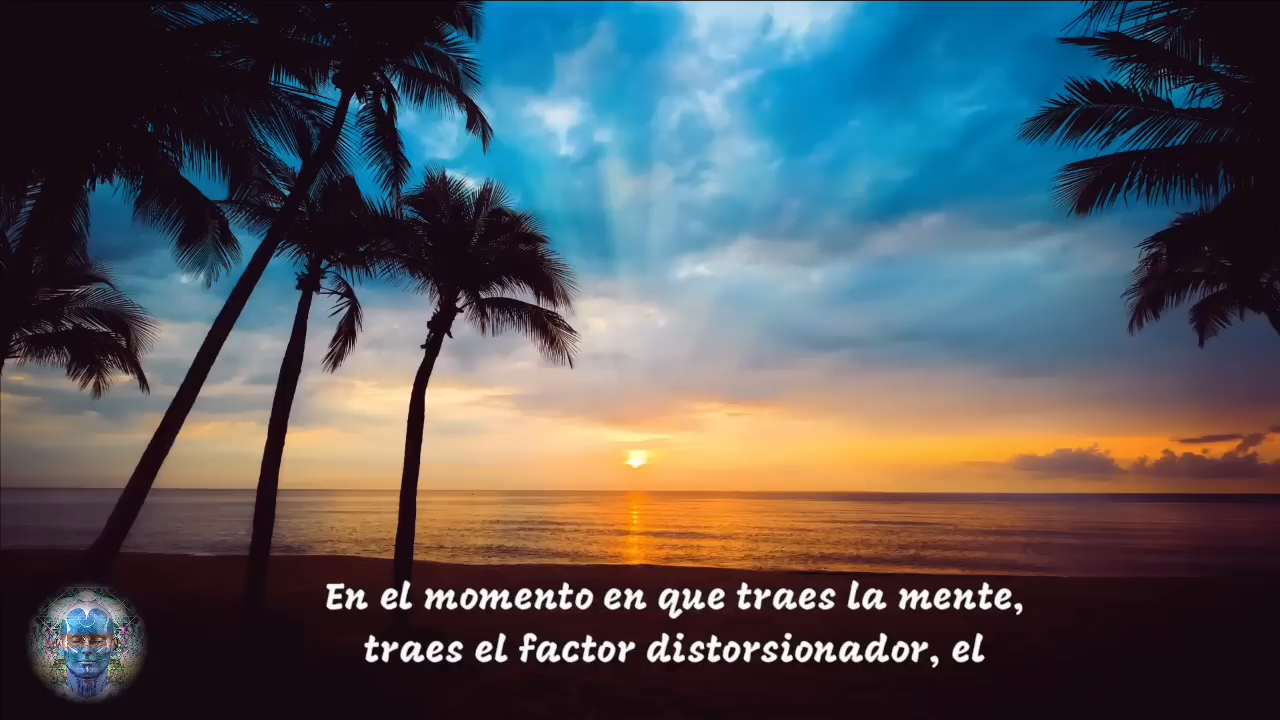 En el momento en que traes la mente,
traes el factor distorsionador, el